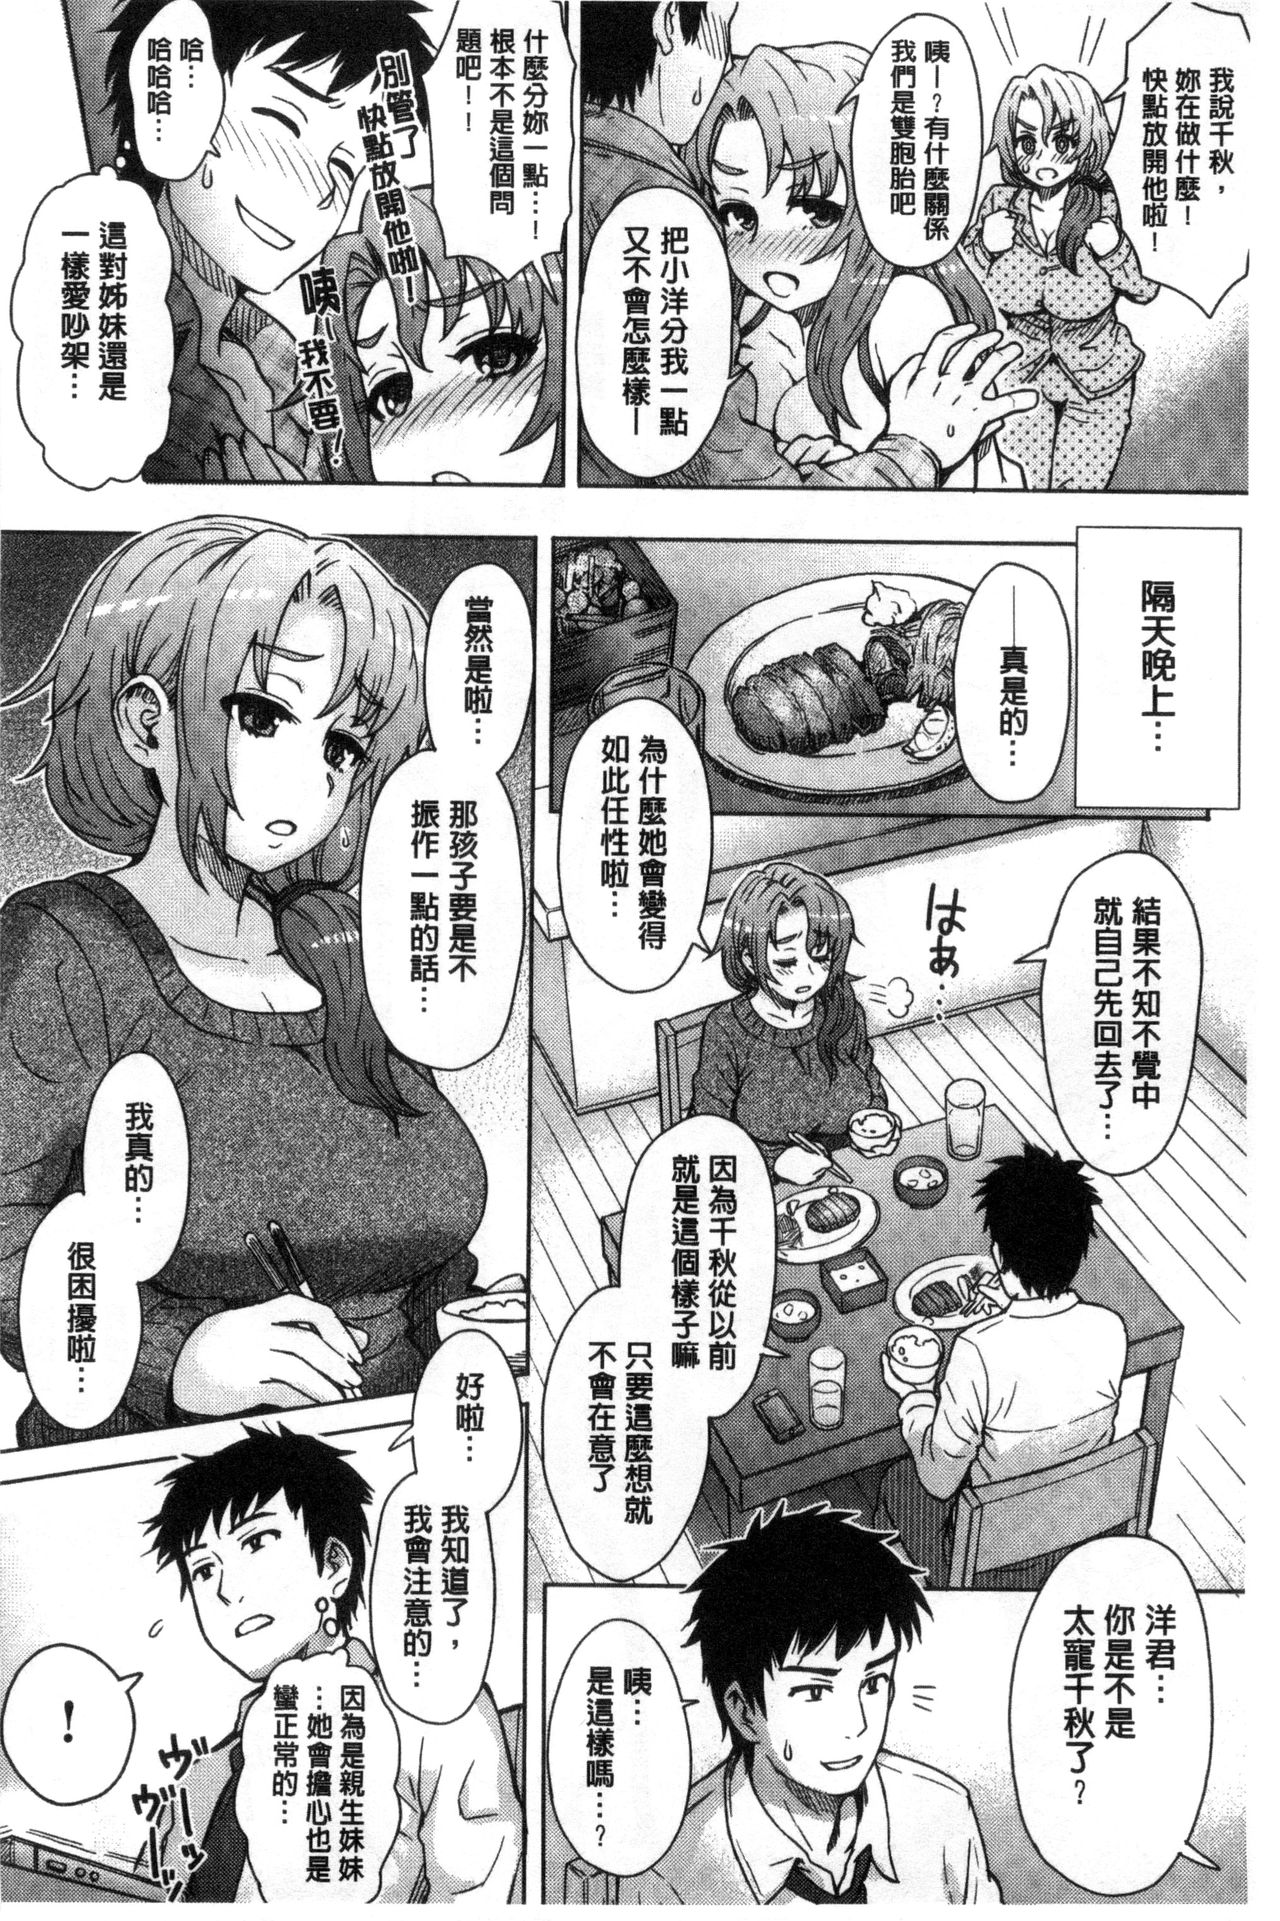 我說千秋，
妳在做什麼！
快點放開他啦！
咦ー？有什麼關係
我們是雙胞胎吧
把小洋分我一點
又不會怎麼樣ー
什麼分妳一點…！
根本不是這個問
題吧！！
別管了
快點放開他啦！
咦ー我不要！
哈…
哈哈哈…
這對姊妹還是
一樣愛吵架…
隔天晚上…
──真是的…
結果不知不覺中
就自己先回去了…
為什麼她會變得
如此任性啦…
はぁ…
因為千秋從以前
就是這個樣子嘛
只要這麼想就
不會在意了
當然是啦…
那孩子要是不
振作一點的話…
我真的…
很困擾啦…
洋君…
你是不是
太寵千秋了？
咦…
是這樣嗎…？
好啦…
我知道了，
我會注意的…
因為是親生妹妹
…她會擔心也是
蠻正常的…
！
ヴーッ
ヴーッ